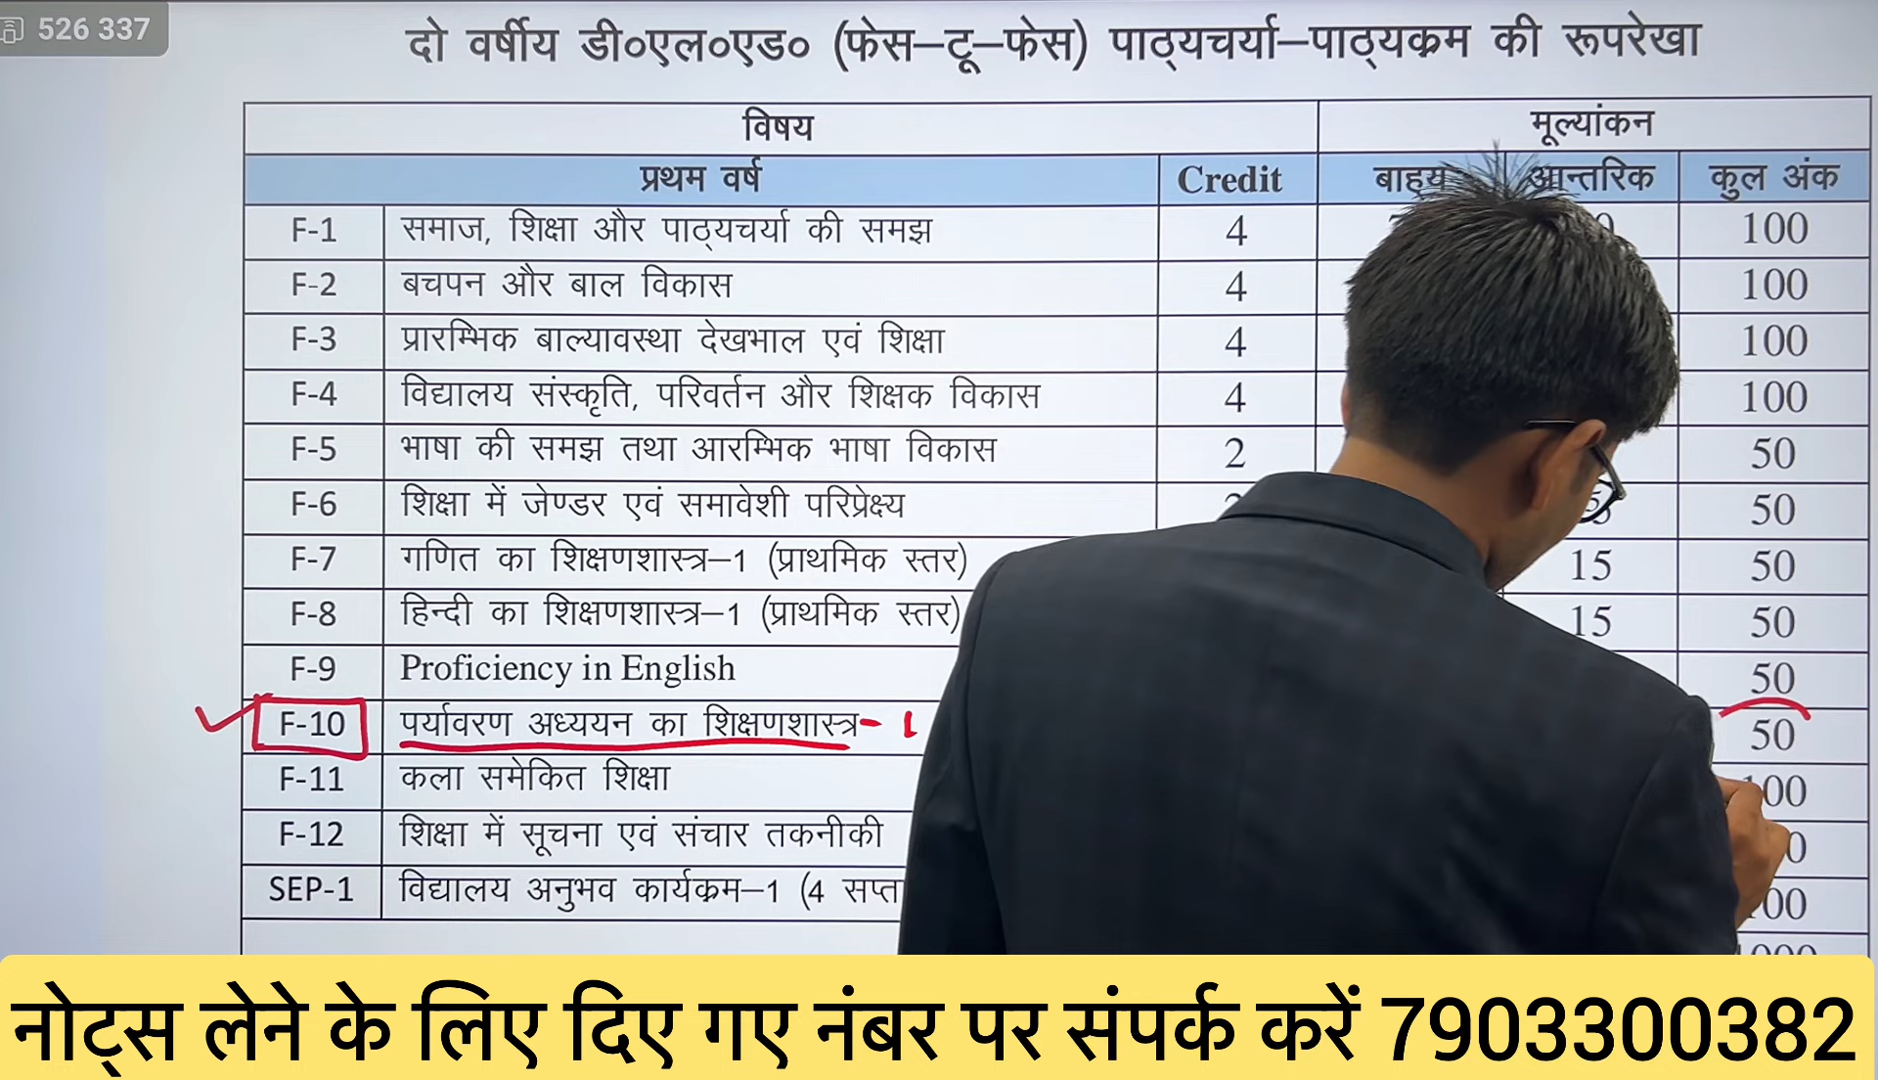 526 337
दो वर्षीय डी०एल०एड० (फेस–टू–फेस) पाठ्यचर्या–पाठ्यक्रम की रूपरेखा
विषय मूल्यांकन
प्रथम वर्ष Credit बाह्य आन्तरिक कुल अंक
F-1 समाज, शिक्षा और पाठ्यचर्या की समझ 4 100
F-2 बचपन और बाल विकास 4 100
F-3 प्रारम्भिक बाल्यावस्था देखभाल एवं शिक्षा 4 100
F-4 विद्यालय संस्कृति, परिवर्तन और शिक्षक विकास 4 100
F-5 भाषा की समझ तथा आरम्भिक भाषा विकास 2 50
F-6 शिक्षा में जेण्डर एवं समावेशी परिप्रेक्ष्य 50
F-7 गणित का शिक्षणशास्त्र–1 (प्राथमिक स्तर) 15 50
F-8 हिन्दी का शिक्षणशास्त्र–1 (प्राथमिक स्तर) 15 50
F-9 Proficiency in English 50
F-10 पर्यावरण अध्ययन का शिक्षणशास्त्र - 1 50
F-11 कला समेकित शिक्षा
F-12 शिक्षा में सूचना एवं संचार तकनीकी
SEP-1 विद्यालय अनुभव कार्यक्रम–1 (4
नोट्स लेने के लिए दिए गए नंबर पर संपर्क करें 7903300382